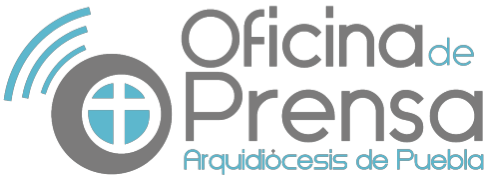 Oficina de
Prensa
Arquidiócesis de Puebla